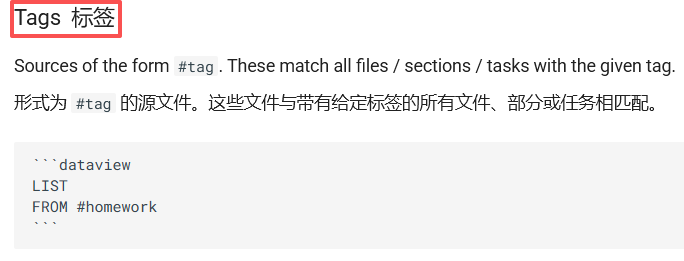 Tags 标签
Sources of the form #tag. These match all files / sections / tasks with the given tag.
形式为 #tag 的源文件。这些文件与带有给定标签的所有文件、部分或任务相匹配。
```dataview
LIST
FROM #homework
```